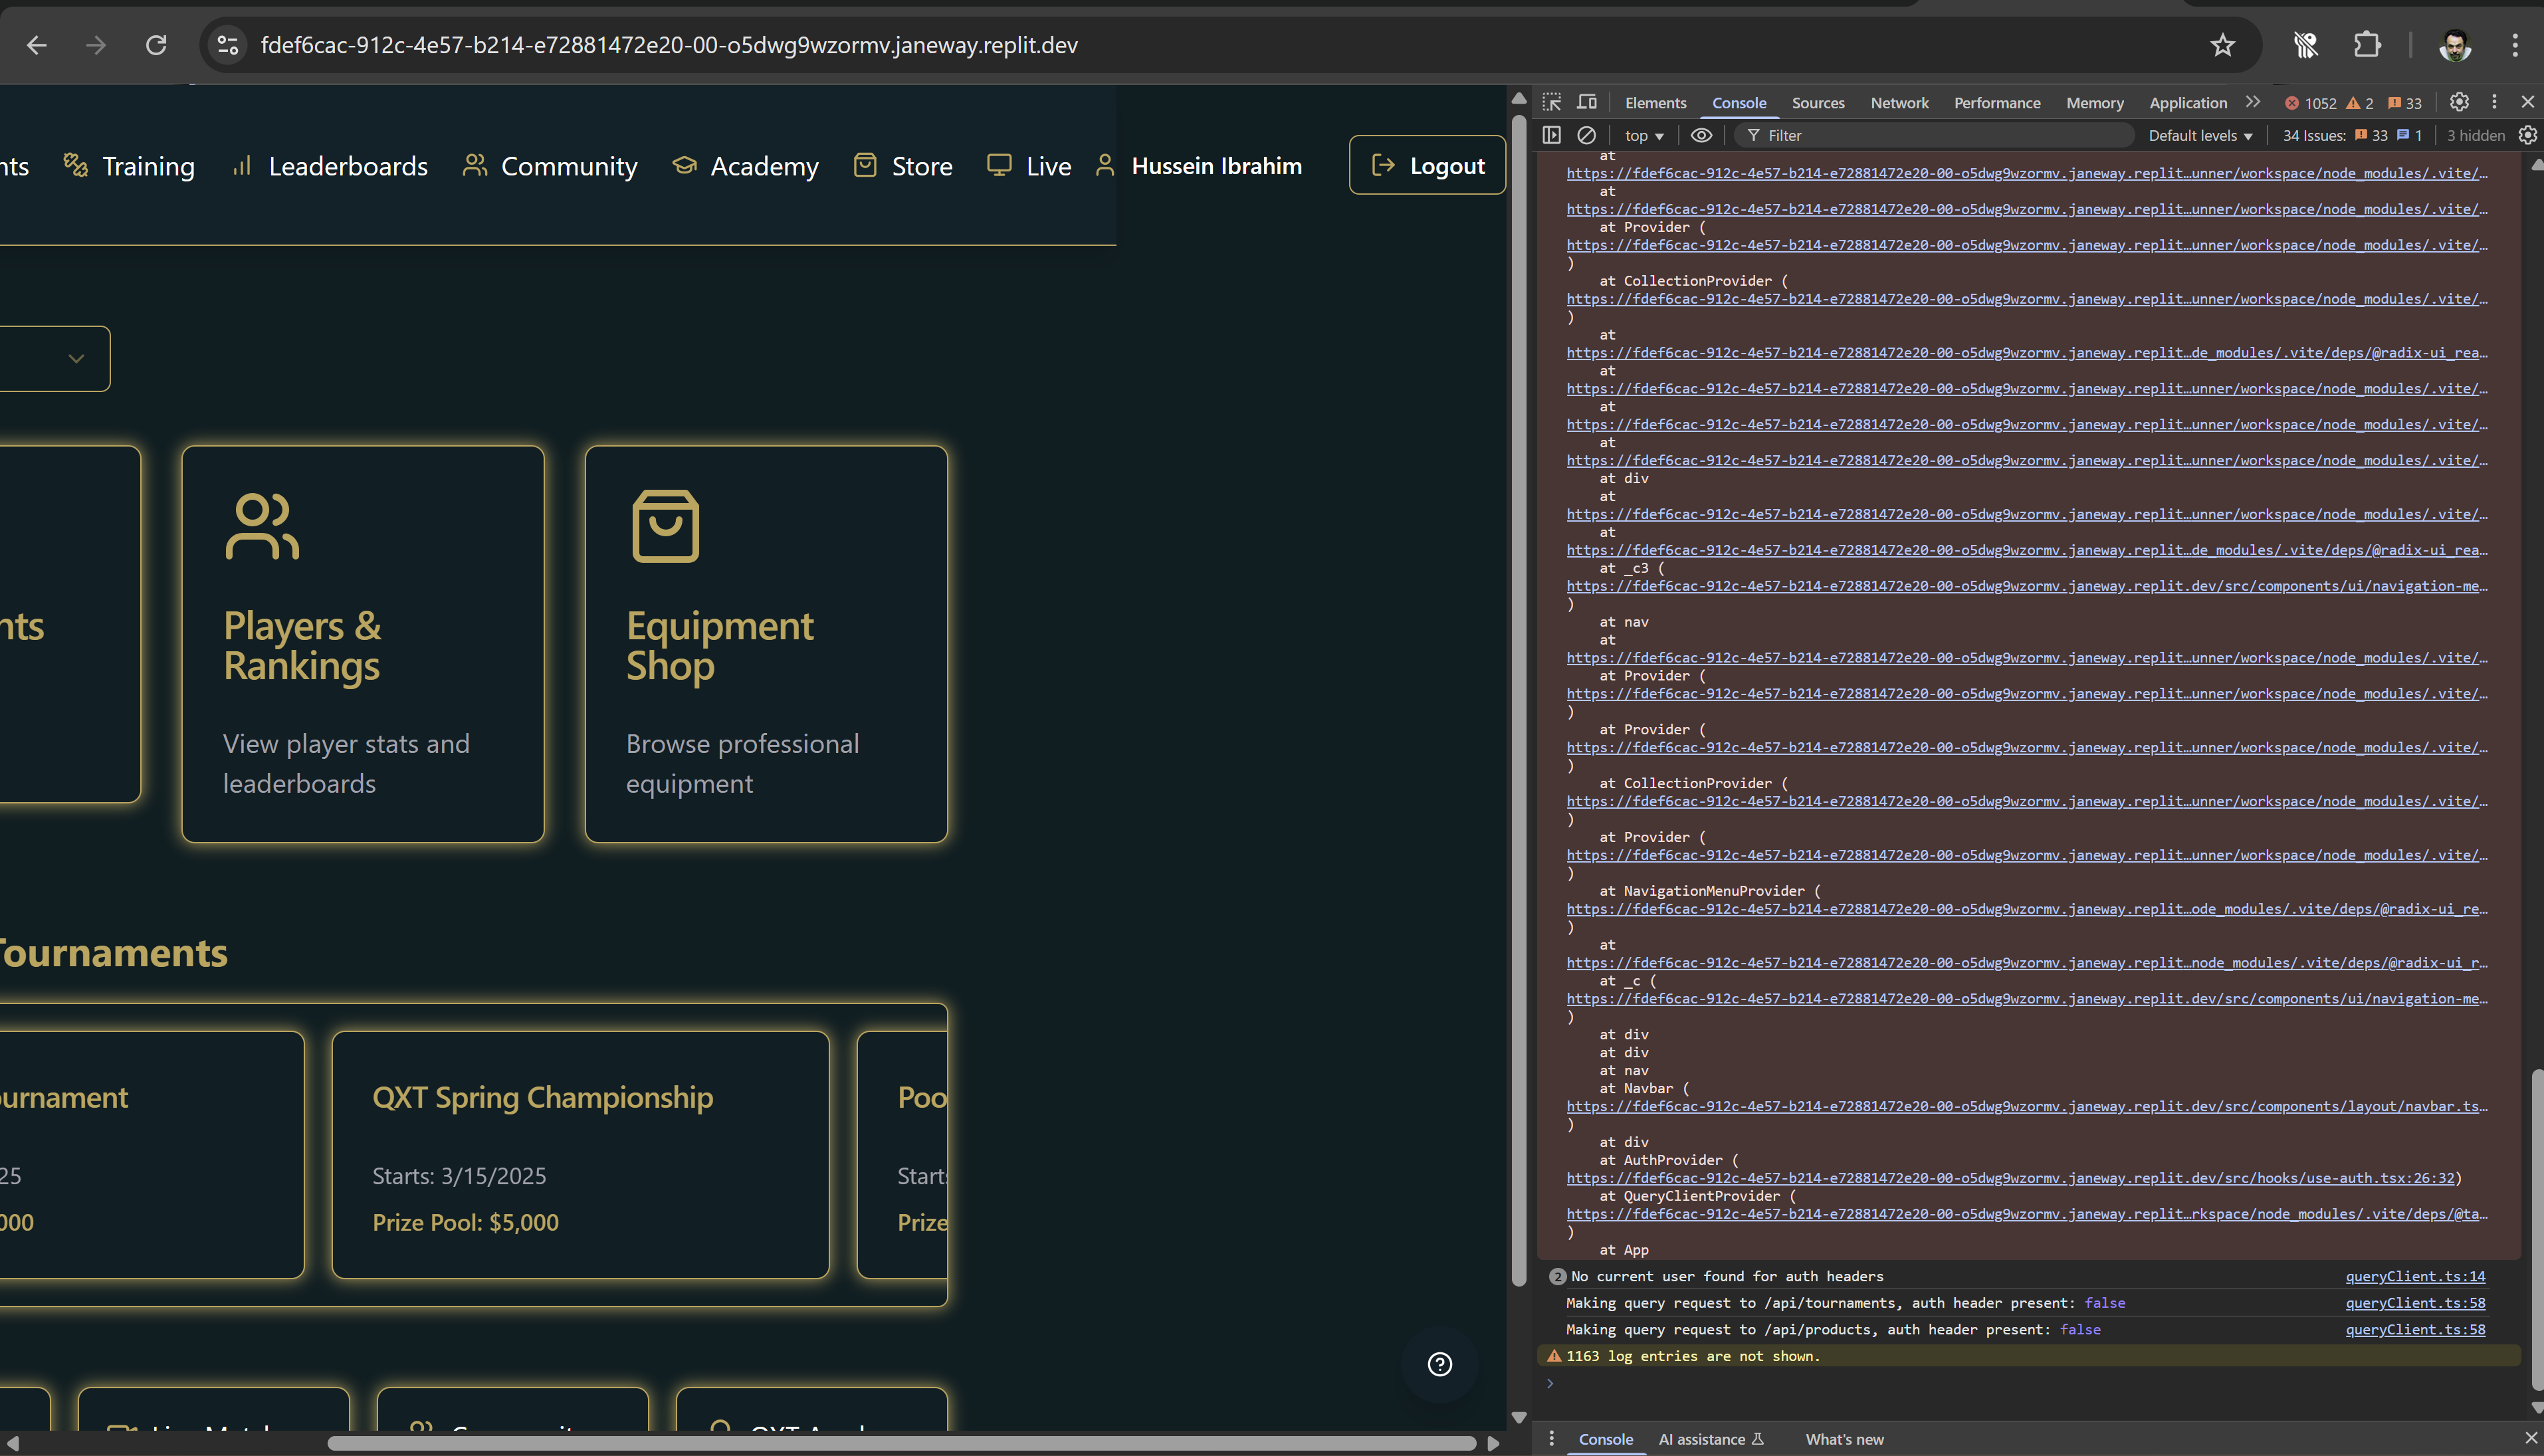 fdef6cac-912c-4e57-b214-e72881472e20-00-o5dwg9wzormv.janeway.replit.dev
nts
Training
Leaderboards
Community
Academy
Store
Live
Hussein Ibrahim
Logout
nts
Players &
Rankings
View player stats and
leaderboards
Equipment
Shop
Browse professional
equipment
Tournaments
ournament
25
000
QXT Spring Championship
Starts: 3/15/2025
Prize Pool: $5,000
Poo
Start
Prize
Elements
Console
Sources
Network
Performance
Memory
Application
1052
2
33
top
Filter
Default levels
34 Issues:
33
1
3 hidden
at
https://fdef6cac-912c-4e57-b214-e72881472e20-00-o5dwg9wzormv.janeway.replit…unner/workspace/node_modules/.vite/…
at
https://fdef6cac-912c-4e57-b214-e72881472e20-00-o5dwg9wzormv.janeway.replit…unner/workspace/node_modules/.vite/…
at Provider (
https://fdef6cac-912c-4e57-b214-e72881472e20-00-o5dwg9wzormv.janeway.replit…unner/workspace/node_modules/.vite/…
)
at CollectionProvider (
https://fdef6cac-912c-4e57-b214-e72881472e20-00-o5dwg9wzormv.janeway.replit…unner/workspace/node_modules/.vite/…
)
at
https://fdef6cac-912c-4e57-b214-e72881472e20-00-o5dwg9wzormv.janeway.replit…de_modules/.vite/deps/@radix-ui_rea…
at
https://fdef6cac-912c-4e57-b214-e72881472e20-00-o5dwg9wzormv.janeway.replit…unner/workspace/node_modules/.vite/…
at
https://fdef6cac-912c-4e57-b214-e72881472e20-00-o5dwg9wzormv.janeway.replit…unner/workspace/node_modules/.vite/…
at
https://fdef6cac-912c-4e57-b214-e72881472e20-00-o5dwg9wzormv.janeway.replit…unner/workspace/node_modules/.vite/…
at div
at
https://fdef6cac-912c-4e57-b214-e72881472e20-00-o5dwg9wzormv.janeway.replit…unner/workspace/node_modules/.vite/…
at
https://fdef6cac-912c-4e57-b214-e72881472e20-00-o5dwg9wzormv.janeway.replit…de_modules/.vite/deps/@radix-ui_rea…
at _c3 (
https://fdef6cac-912c-4e57-b214-e72881472e20-00-o5dwg9wzormv.janeway.replit.dev/src/components/ui/navigation-me…
)
at nav
at
https://fdef6cac-912c-4e57-b214-e72881472e20-00-o5dwg9wzormv.janeway.replit…unner/workspace/node_modules/.vite/…
at Provider (
https://fdef6cac-912c-4e57-b214-e72881472e20-00-o5dwg9wzormv.janeway.replit…unner/workspace/node_modules/.vite/…
)
at Provider (
https://fdef6cac-912c-4e57-b214-e72881472e20-00-o5dwg9wzormv.janeway.replit…unner/workspace/node_modules/.vite/…
)
at CollectionProvider (
https://fdef6cac-912c-4e57-b214-e72881472e20-00-o5dwg9wzormv.janeway.replit…unner/workspace/node_modules/.vite/…
)
at Provider (
https://fdef6cac-912c-4e57-b214-e72881472e20-00-o5dwg9wzormv.janeway.replit…unner/workspace/node_modules/.vite/…
)
at NavigationMenuProvider (
https://fdef6cac-912c-4e57-b214-e72881472e20-00-o5dwg9wzormv.janeway.replit…ode_modules/.vite/deps/@radix-ui_re…
)
at
https://fdef6cac-912c-4e57-b214-e72881472e20-00-o5dwg9wzormv.janeway.replit…node_modules/.vite/deps/@radix-ui_r…
at _c (
https://fdef6cac-912c-4e57-b214-e72881472e20-00-o5dwg9wzormv.janeway.replit.dev/src/components/ui/navigation-me…
)
at div
at div
at nav
at Navbar (
https://fdef6cac-912c-4e57-b214-e72881472e20-00-o5dwg9wzormv.janeway.replit.dev/src/components/layout/navbar.ts…
)
at div
at AuthProvider (
https://fdef6cac-912c-4e57-b214-e72881472e20-00-o5dwg9wzormv.janeway.replit.dev/src/hooks/use-auth.tsx:26:32)
at QueryClientProvider (
https://fdef6cac-912c-4e57-b214-e72881472e20-00-o5dwg9wzormv.janeway.replit…rkspace/node_modules/.vite/deps/@ta…
)
at App
2 No current user found for auth headers queryClient.ts:14
Making query request to /api/tournaments, auth header present: false queryClient.ts:58
Making query request to /api/products, auth header present: false queryClient.ts:58
1163 log entries are not shown.
Console
AI assistance
What's new